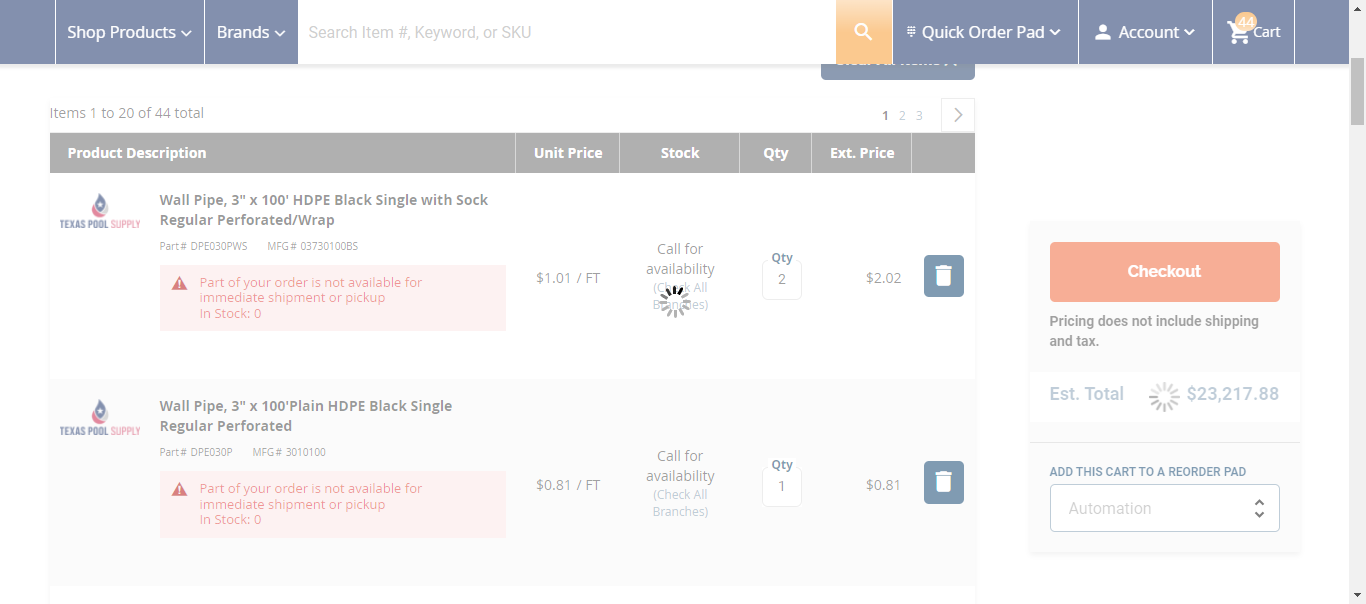 Shop Products
Brands
Search Item #, Keyword, or SKU
Quick Order Pad
Account
44
Cart
Items 1 to 20 of 44 total
1 2 3
Product Description Unit Price Stock Qty Ext. Price
TEXAS POOL SUPPLY
Wall Pipe, 3" x 100' HDPE Black Single with Sock
Regular Perforated/Wrap
Part# DPE030PWS MFG# 03730100BS
Part of your order is not available for
immediate shipment or pickup
In Stock: 0
$1.01 / FT
Call for
availability
(Check All
Branches)
Qty
2
$2.02
TEXAS POOL SUPPLY
Wall Pipe, 3" x 100'Plain HDPE Black Single
Regular Perforated
Part# DPE030P MFG# 3010100
Part of your order is not available for
immediate shipment or pickup
In Stock: 0
$0.81 / FT
Call for
availability
(Check All
Branches)
Qty
1
$0.81
Checkout
Pricing does not include shipping
and tax.
Est. Total $23,217.88
ADD THIS CART TO A REORDER PAD
Automation